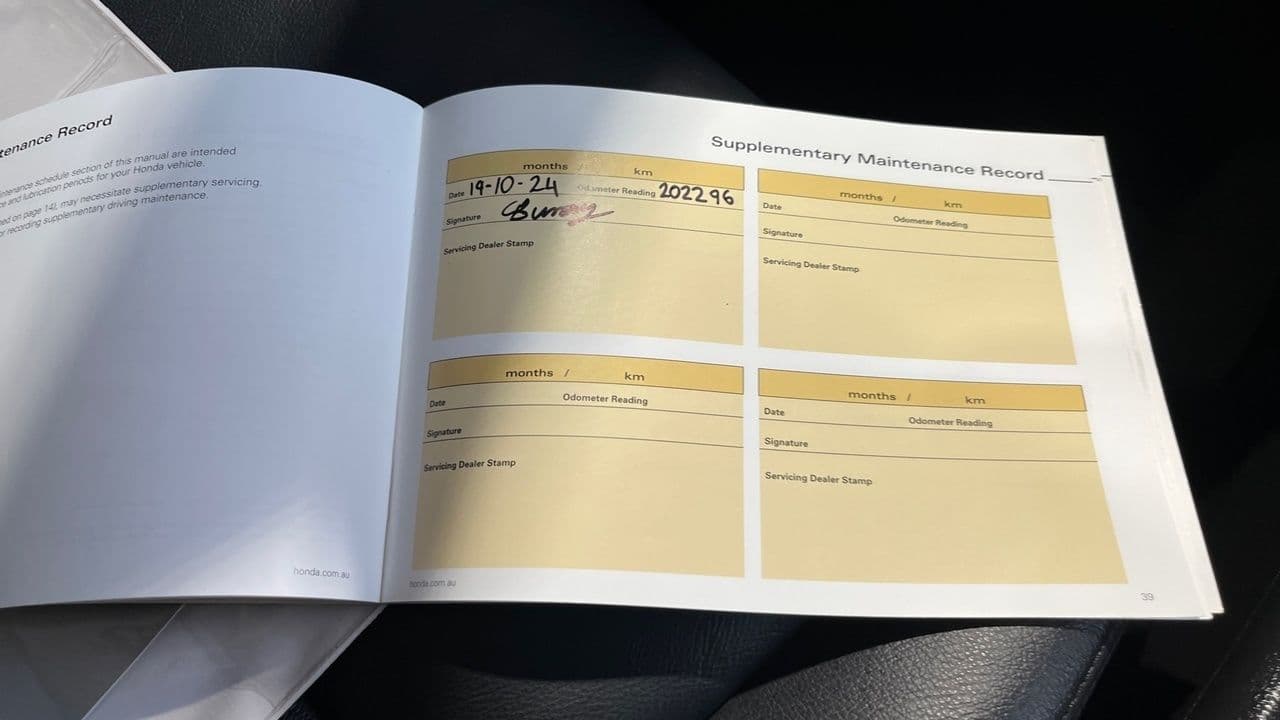 tenance Record
ntenance schedule section of this manual are intended
ce and lubrication periods for your Honda vehicle.
ed on page 14), may necessitate supplementary servicing.
or recording supplementary driving maintenance.
honda.com.au
Supplementary Maintenance Record
months / km
Date 19-10-24 Odometer Reading 202296
Signature
Servicing Dealer Stamp
months / km
Date Odometer Reading
Signature
Servicing Dealer Stamp
months / km
Date Odometer Reading
Signature
Servicing Dealer Stamp
months / km
Date Odometer Reading
Signature
Servicing Dealer Stamp
honda.com.au
39